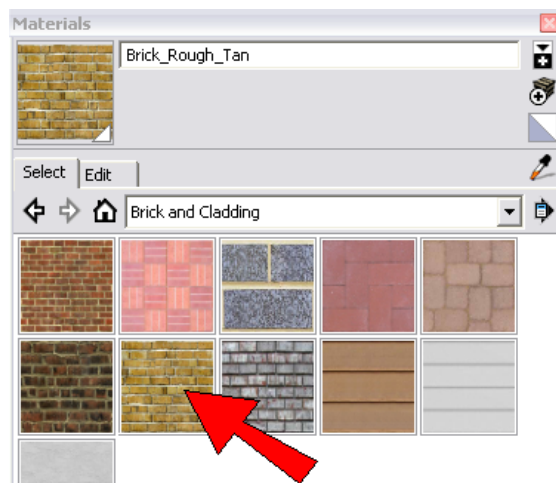 Materials
Brick_Rough_Tan
Select
Edit
Brick and Cladding